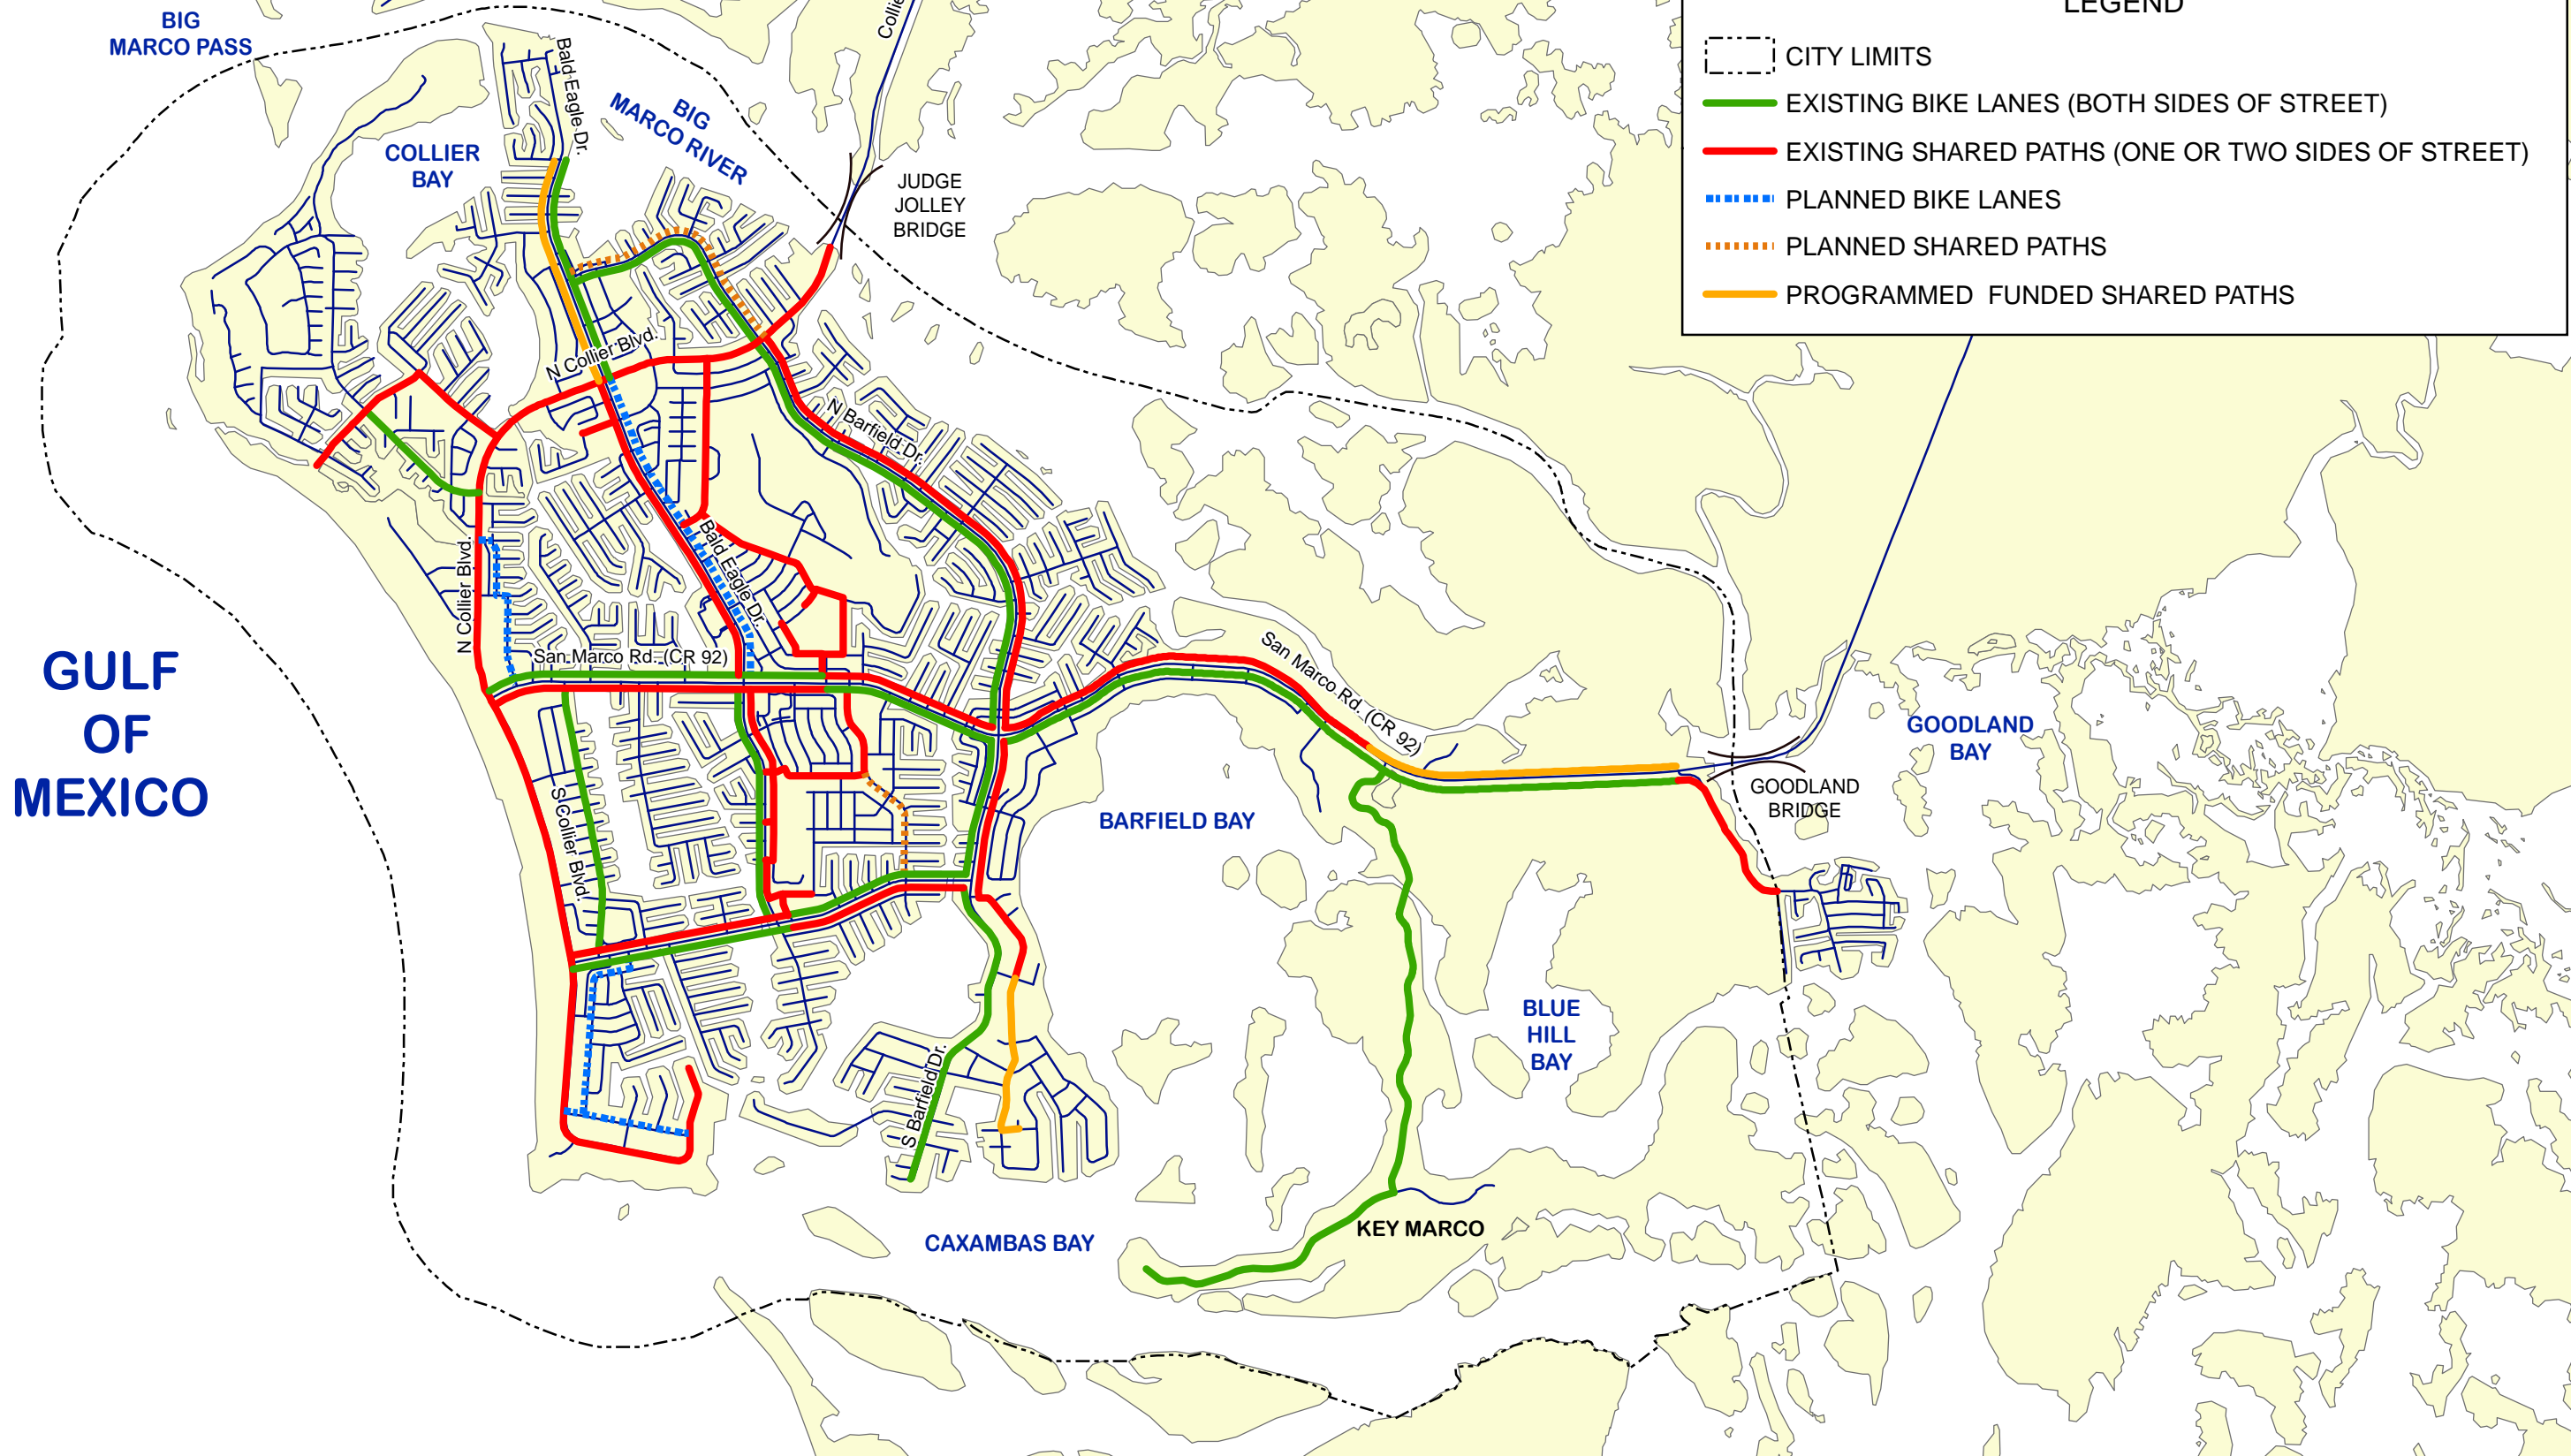 LEGEND
CITY LIMITS
EXISTING BIKE LANES (BOTH SIDES OF STREET)
EXISTING SHARED PATHS (ONE OR TWO SIDES OF STREET)
PLANNED BIKE LANES
PLANNED SHARED PATHS
PROGRAMMED  FUNDED SHARED PATHS
BIG
MARCO PASS
Bald Eagle Dr.
Collie
BIG
MARCO RIVER
COLLIER
BAY
JUDGE
JOLLEY
BRIDGE
N Collier Blvd.
N Barfield Dr.
N Collier Blvd.
Bald Eagle Dr.
San Marco Rd. (CR 92)
San Marco Rd. (CR 92)
GULF
OF
MEXICO
GOODLAND
BAY
GOODLAND
BRIDGE
S Collier Blvd.
BARFIELD BAY
BLUE
HILL
BAY
S Barfield Dr.
KEY MARCO
CAXAMBAS BAY